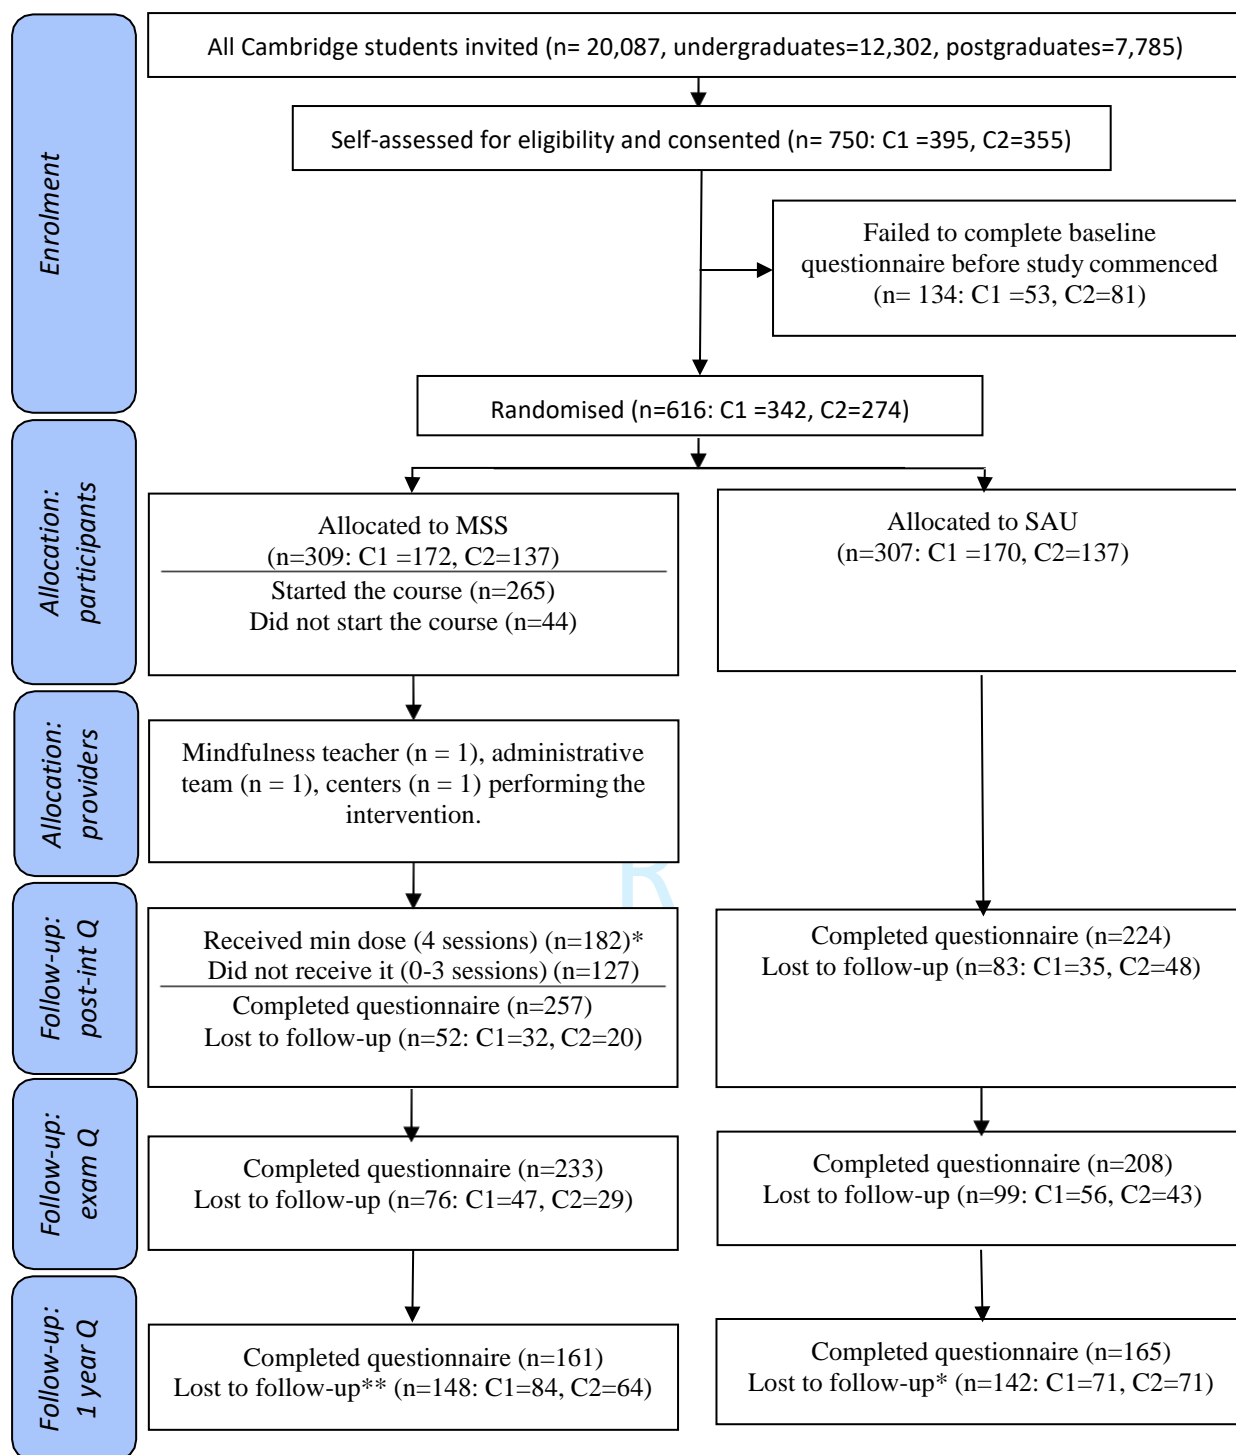 Enrolment
All Cambridge students invited (n= 20,087, undergraduates=12,302, postgraduates=7,785)
Self-assessed for eligibility and consented (n= 750: C1 =395, C2=355)
Failed to complete baseline
questionnaire before study commenced
(n= 134: C1 =53, C2=81)
Randomised (n=616: C1 =342, C2=274)
Allocation:
participants
Allocated to MSS
(n=309: C1 =172, C2=137)
Started the course (n=265)
Did not start the course (n=44)
Allocated to SAU
(n=307: C1 =170, C2=137)
Allocation:
providers
Mindfulness teacher (n = 1), administrative
team (n = 1), centers (n = 1) performing the
intervention.
R
Follow-up:
post-int Q
Received min dose (4 sessions) (n=182)*
Did not receive it (0-3 sessions) (n=127)
Completed questionnaire (n=257)
Lost to follow-up (n=52: C1=32, C2=20)
Completed questionnaire (n=224)
Lost to follow-up (n=83: C1=35, C2=48)
Follow-up:
exam Q
Completed questionnaire (n=233)
Lost to follow-up (n=76: C1=47, C2=29)
Completed questionnaire (n=208)
Lost to follow-up (n=99: C1=56, C2=43)
Follow-up:
1 year Q
Completed questionnaire (n=161)
Lost to follow-up** (n=148: C1=84, C2=64)
Completed questionnaire (n=165)
Lost to follow-up* (n=142: C1=71, C2=71)